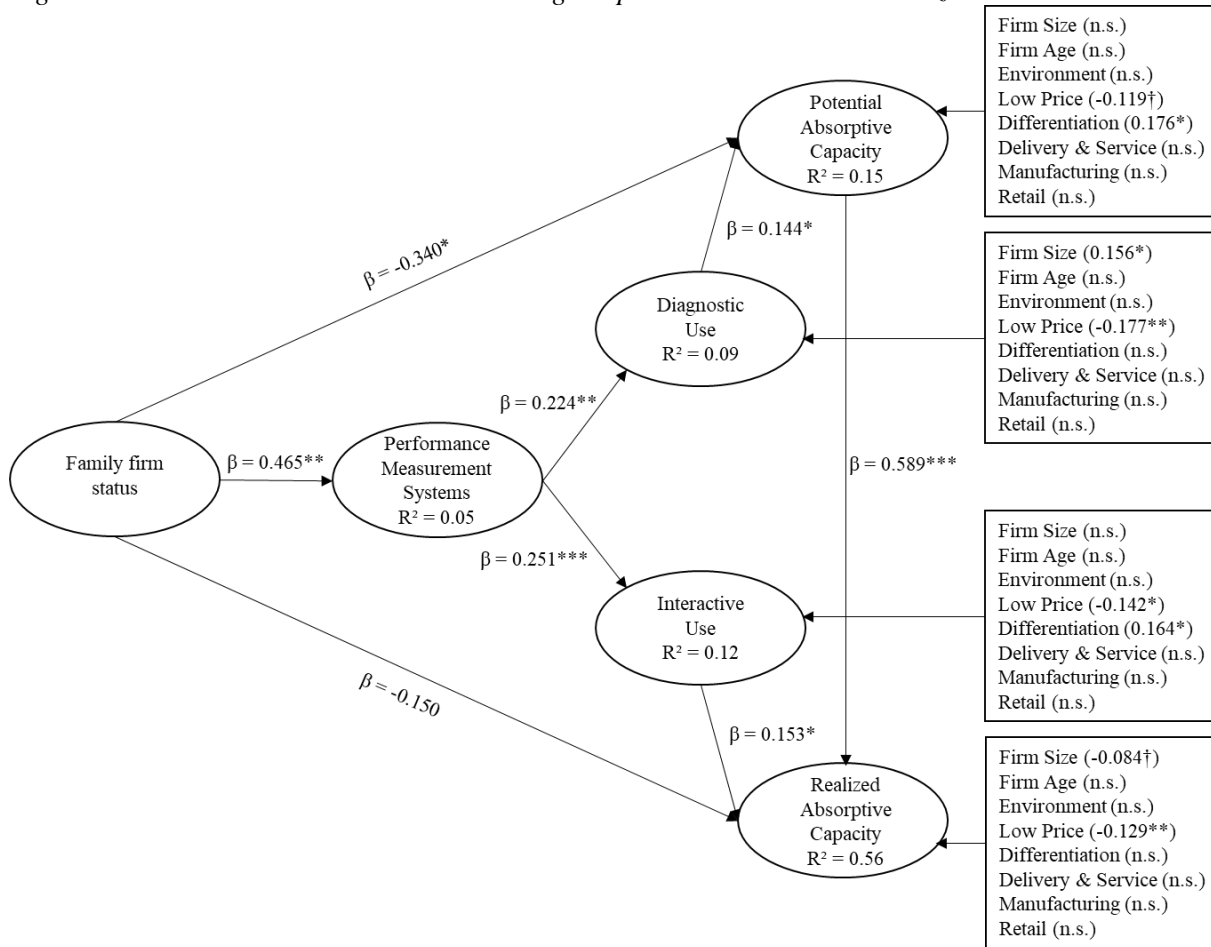 Firm Size (n.s.)
Firm Age (n.s.)
Environment (n.s.)
Low Price (-0.119†)
Differentiation (0.176*)
Delivery & Service (n.s.)
Manufacturing (n.s.)
Retail (n.s.)
Potential
Absorptive
Capacity
R² = 0.15
β = 0.144*
β = -0.340*
Firm Size (0.156*)
Firm Age (n.s.)
Environment (n.s.)
Low Price (-0.177**)
Differentiation (n.s.)
Delivery & Service (n.s.)
Manufacturing (n.s.)
Retail (n.s.)
Diagnostic
Use
R² = 0.09
β = 0.224**
Family firm
status
β = 0.465**
Performance
Measurement
Systems
R² = 0.05
β = 0.589***
β = 0.251***
Firm Size (n.s.)
Firm Age (n.s.)
Environment (n.s.)
Low Price (-0.142*)
Differentiation (0.164*)
Delivery & Service (n.s.)
Manufacturing (n.s.)
Retail (n.s.)
Interactive
Use
R² = 0.12
β = -0.150
β = 0.153*
Firm Size (-0.084†)
Firm Age (n.s.)
Environment (n.s.)
Low Price (-0.129**)
Differentiation (n.s.)
Delivery & Service (n.s.)
Manufacturing (n.s.)
Retail (n.s.)
Realized
Absorptive
Capacity
R² = 0.56